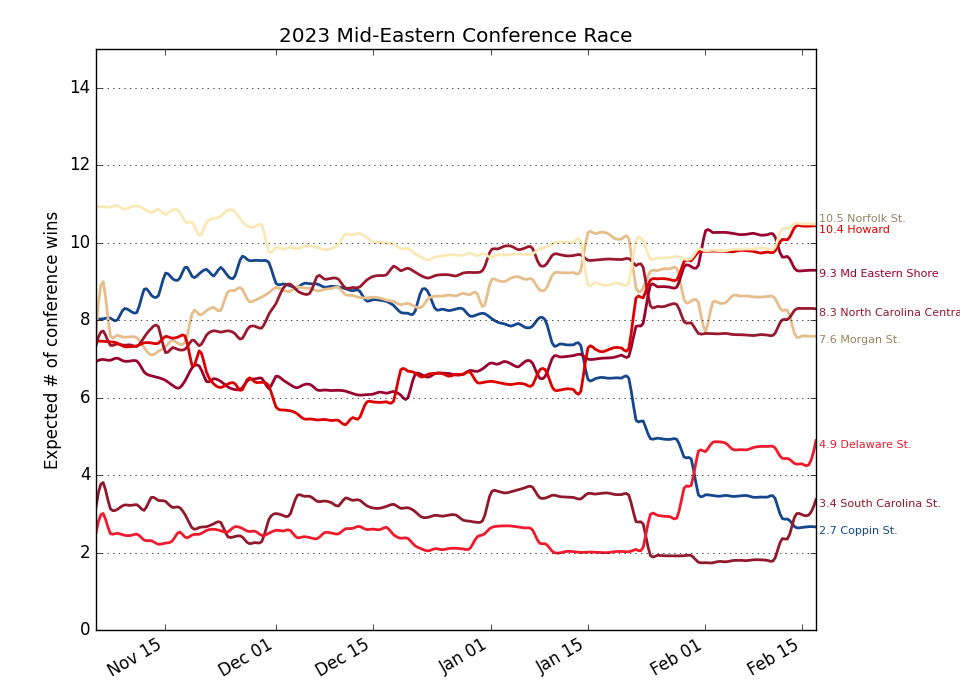 2023 Mid-Eastern Conference Race
Expected # of conference wins
14
12
10
8
6
4
2
0
Nov 15
Dec 01
Dec 15
Jan 01
Jan 15
Feb 01
Feb 15
10.5 Norfolk St.
10.4 Howard
9.3 Md Eastern Shore
8.3 North Carolina Centra
7.6 Morgan St.
4.9 Delaware St.
3.4 South Carolina St.
2.7 Coppin St.